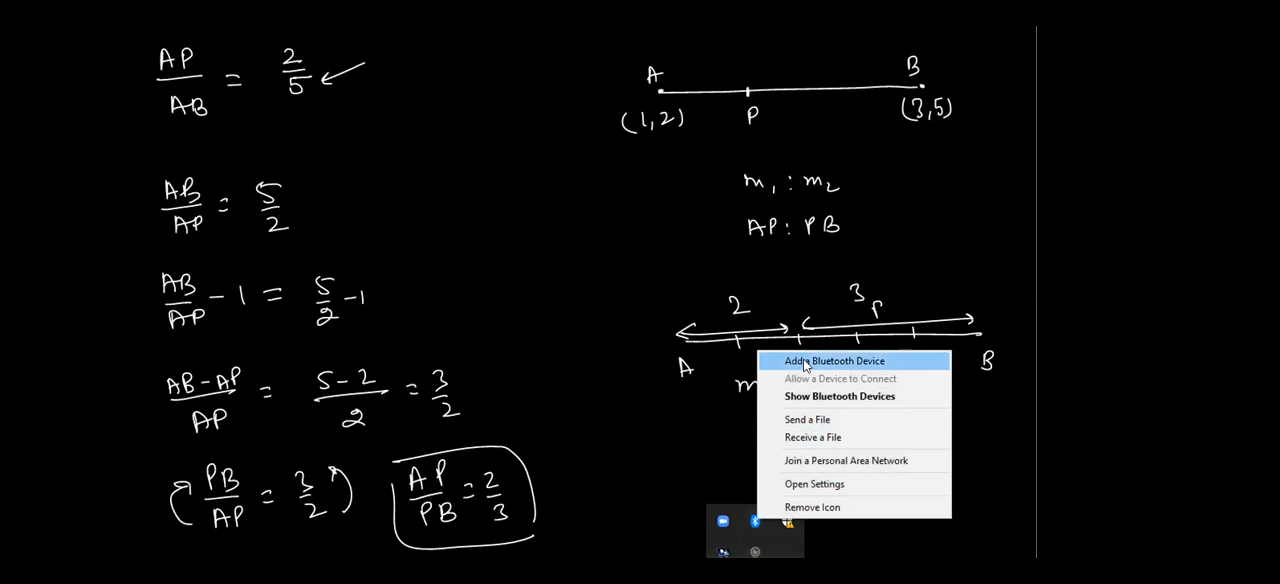 AP/AB = 2/5
AB/AP = 5/2
AB/AP - 1 = 5/2 - 1
AB-AP/AP = 5-2/2 = 3/2
PB/AP = 3/2
AP/PB = 2/3
A B
(1,2) P (3,5)
m₁ : m₂
AP : PB
2 3 P
A B
m
Add a Bluetooth Device
Allow a Device to Connect
Show Bluetooth Devices
Send a File
Receive a File
Join a Personal Area Network
Open Settings
Remove Icon